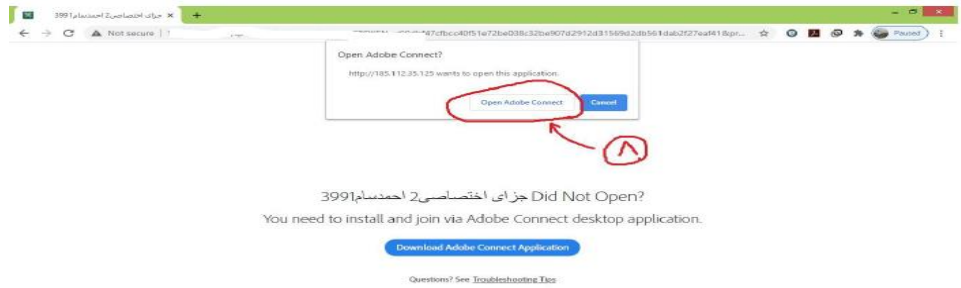 جزای اختصاصی2 احمدسام3991
Not secure
Paused
Open Adobe Connect?
http://185.112.35.125 wants to open this application.
Open Adobe Connect
Cancel
۸
جزای اختصاصی2 احمدسام3991 Did Not Open?
You need to install and join via Adobe Connect desktop application.
Download Adobe Connect Application
Questions? See Troubleshooting Tips